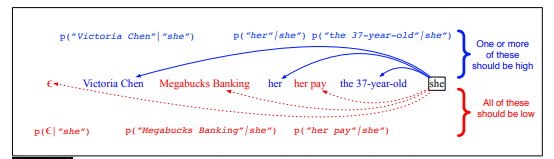 p("Victoria Chen"|"she") p("her"|she") p("the 37-year-old"|she")
One or more
of these
should be high
ϵ Victoria Chen Megabucks Banking her her pay the 37-year-old she
All of these
should be low
p(ϵ|"she") p("Megabucks Banking"|she") p("her pay"|she")